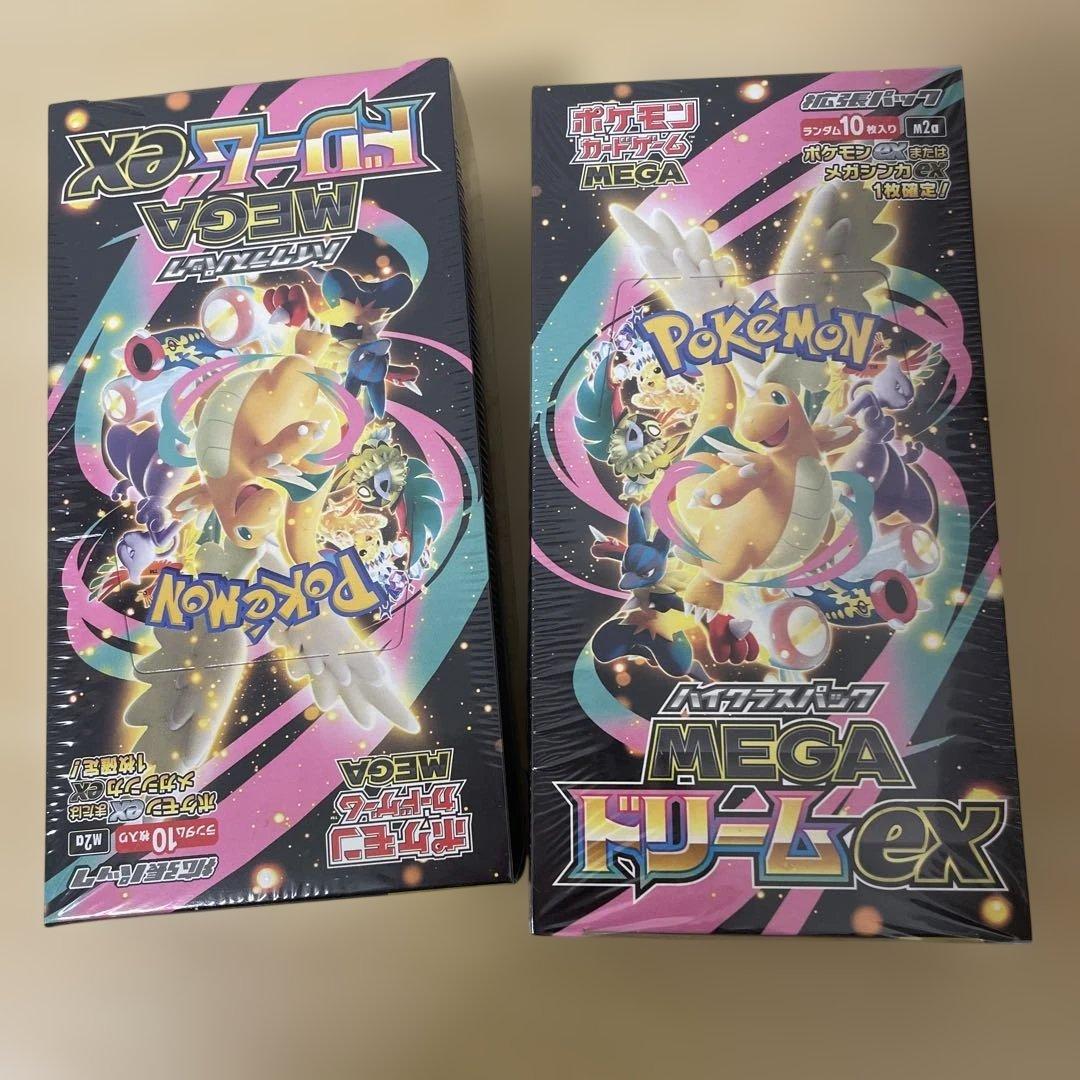 ドリームex
MEGA
ハイクラスパック
POKÉMON
ポケモン
カードゲーム
MEGA
拡張パック
ランダム10枚入り m2a
ポケモンexまたは
メガシンカex
1枚確定!
ポケモン
カードゲーム
MEGA
拡張パック
ランダム10枚入り m2a
ポケモンexまたは
メガシンカex
1枚確定!
POKÉMON
ハイクラスパック
MEGA
ドリームex